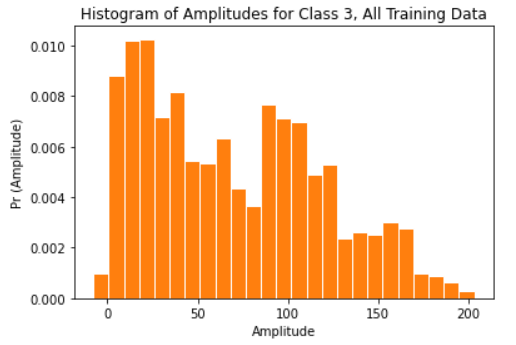 Histogram of Amplitudes for Class 3, All Training Data
Pr (Amplitude)
0.010
0.008
0.006
0.004
0.002
0.000
0 50 100 150 200
Amplitude